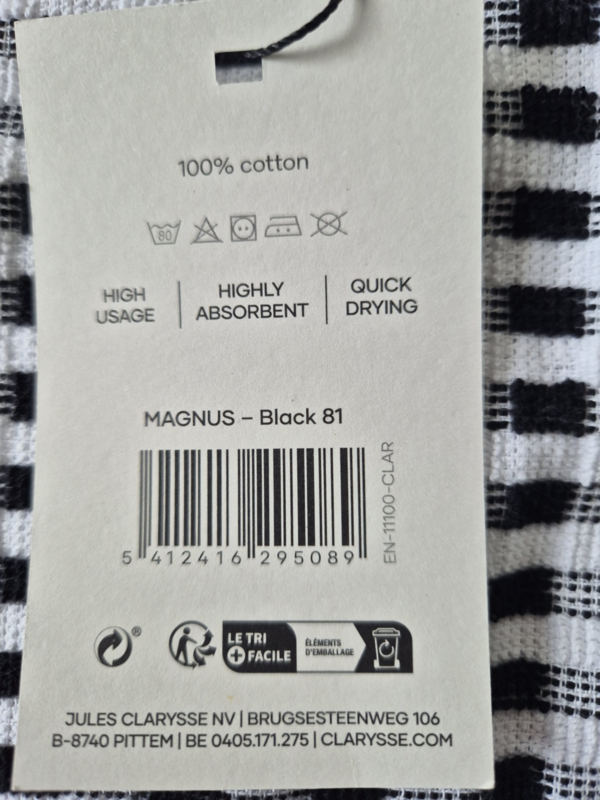 100% cotton
80
HIGH
USAGE
HIGHLY
ABSORBENT
QUICK
DRYING
MAGNUS – Black 81
EN-11100-CLAR
5 412416 295089
®
LE TRI
+ FACILE
ÉLÉMENTS
D'EMBALLAGE
JULES CLARYSSE NV | BRUGSESTEENWEG 106
B-8740 PITTEM | BE 0405.171.275 | CLARYSSE.COM